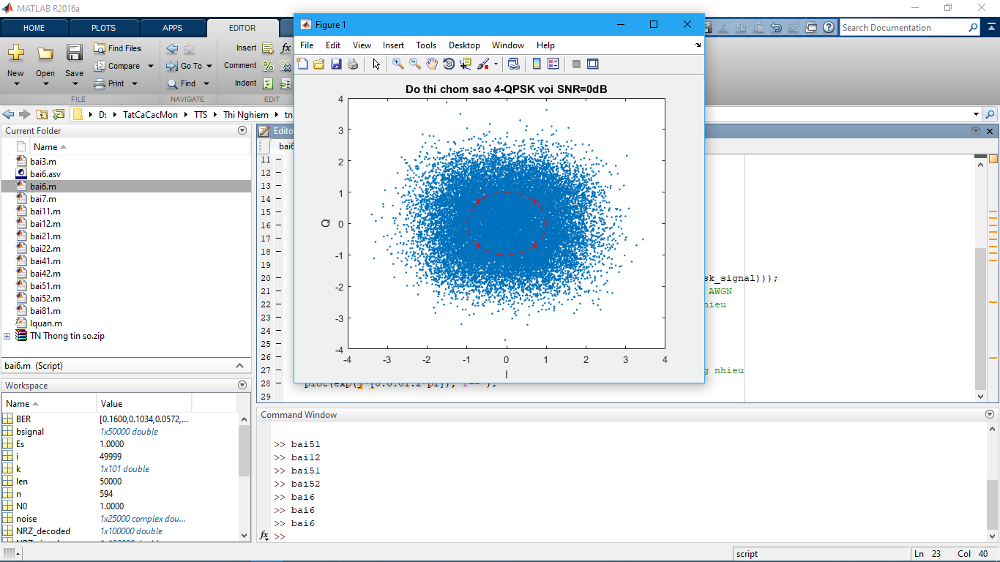 MATLAB R2016a
HOME PLOTS APPS EDITOR
Search Documentation
New Open Save
Find Files
Compare
Print
FILE
Go To
Find
NAVIGATE
Insert fx
Comment
Indent
D: TatCaCacMon TTS Thi Nghiem tn
Current Folder
Name
bai3.m
bai6.asv
bai6.m
bai7.m
bai11.m
bai12.m
bai21.m
bai22.m
bai41.m
bai42.m
bai51.m
bai52.m
bai81.m
lquan.m
TN Thong tin so.zip
bai6.m (Script)
Workspace
Name Value
BER [0.1600,0.1034,0.0572,...
bsignal 1x50000 double
Es 1.0000
i 49999
k 1x101 double
len 50000
n 594
N0 1.0000
noise 1x25000 complex dou...
NRZ_decoded 1x100000 double
Figure 1
File Edit View Insert Tools Desktop Window Help
Do thi chom sao 4-QPSK voi SNR=0dB
4
3
2
1
0
-1
-2
-3
-4
Q
-4 -3 -2 -1 0 1 2 3 4
I
Edito
bai6
11
12
13
14
15
16
17
18
19
20 sk_signal)));
21 AWGN
22 hieu
23
24
25
26
27 g nhieu
28
29
Command Window
>> bai51
>> bai12
>> bai51
>> bai52
>> bai6
>> bai6
>> bai6
fx >>
script
Ln 23 Col 40